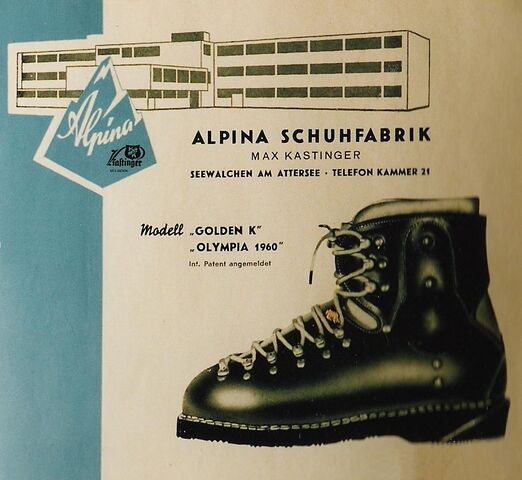 Alpina
Kastinger
ALPINA SCHUHFABRIK
MAX KASTINGER
SEEWALCHEN AM ATTERSEE · TELEFON KAMMER 21
Modell „GOLDEN K"
„OLYMPIA 1960"
Int. Patent angemeldet